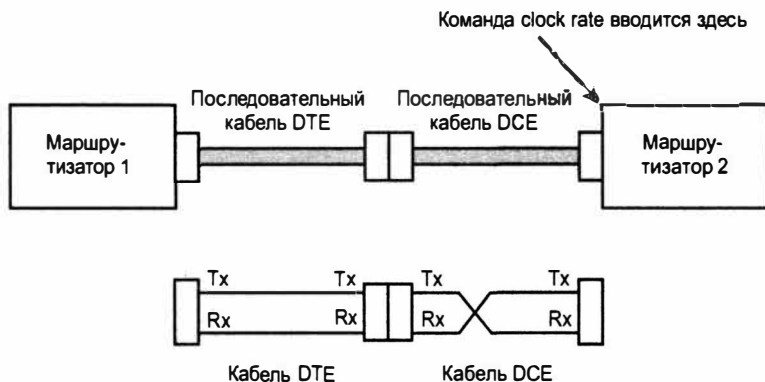 Команда clock rate вводится здесь
Последовательный
кабель DTE
Последовательный
кабель DCE
Маршру-
тизатор 1
Маршру-
тизатор 2
Tx
Tx
Tx
Tx
Rx
Rx
Rx
Rx
Кабель DTE
Кабель DCE